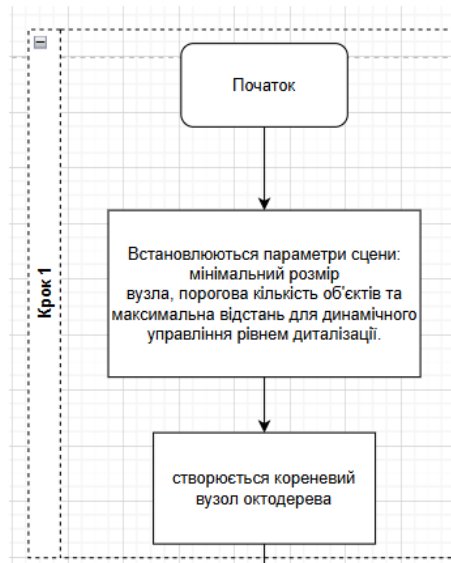 Початок
Крок 1
Встановлюються параметри сцени:
мінімальний розмір
вузла, порогова кількість об'єктів та
максимальна відстань для динамічного
управління рівнем диталізації.
створюється кореневий
вузол октодерева